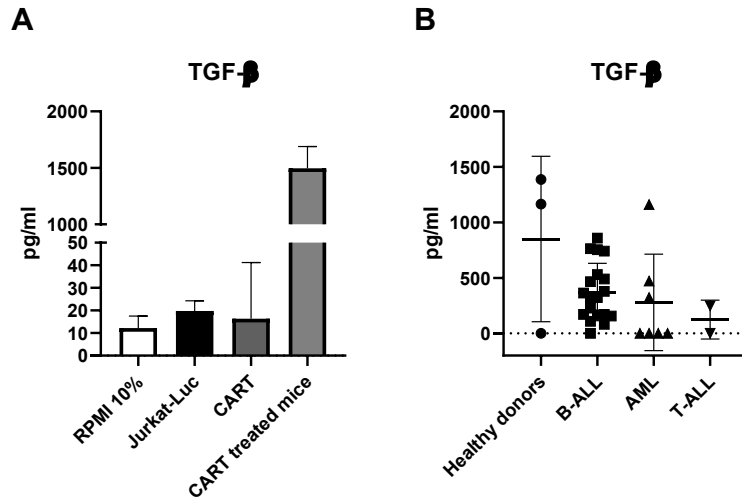 A
TGF-β
pg/ml
2000
1500
1000
50
40
30
20
10
0
RPMI 10%
Jurkat-Luc
CART
CART treated mice
B
TGF-β
pg/ml
2000
1500
1000
500
0
Healthy donors
B-ALL
AML
T-ALL